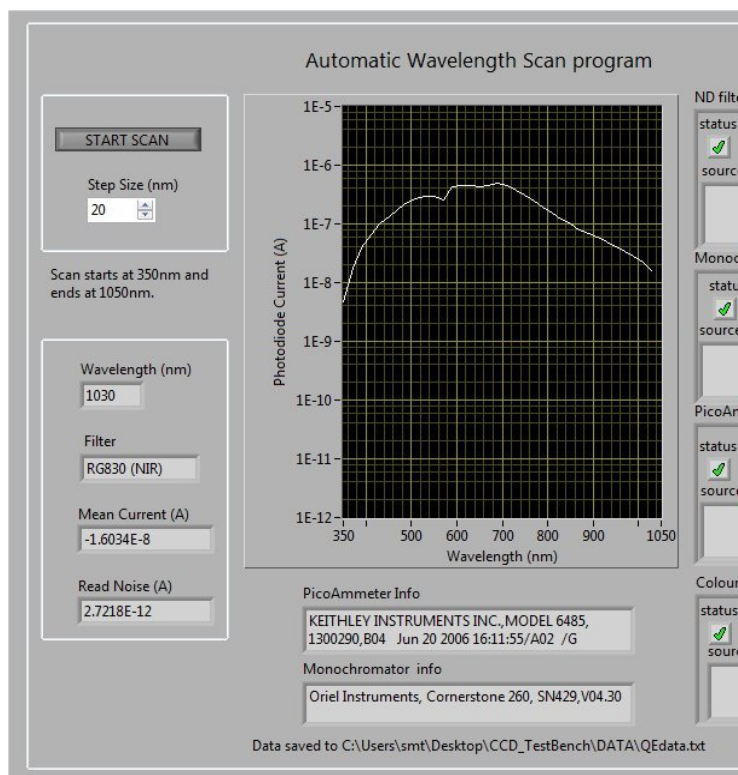 Automatic Wavelength Scan program
START SCAN
Step Size (nm)
20
Scan starts at 350nm and
ends at 1050nm.
Wavelength (nm)
1030
Filter
RG830 (NIR)
Mean Current (A)
-1.6034E-8
Read Noise (A)
2.7218E-12
Photodiode Current (A)
1E-5
1E-6
1E-7
1E-8
1E-9
1E-10
1E-11
1E-12
350 500 600 700 800 900 1050
Wavelength (nm)
PicoAmmeter Info
KEITHLEY INSTRUMENTS INC.,MODEL 6485,
1300290,B04 Jun 20 2006 16:11:55/A02 /G
Monochromator info
Oriel Instruments, Cornerstone 260, SN429,V04.30
Data saved to C:\Users\smt\Desktop\CCD_TestBench\DATA\QEdata.txt
ND filte
status
source
Monoc
statu
source
PicoAn
status
source
Colour
status
sour